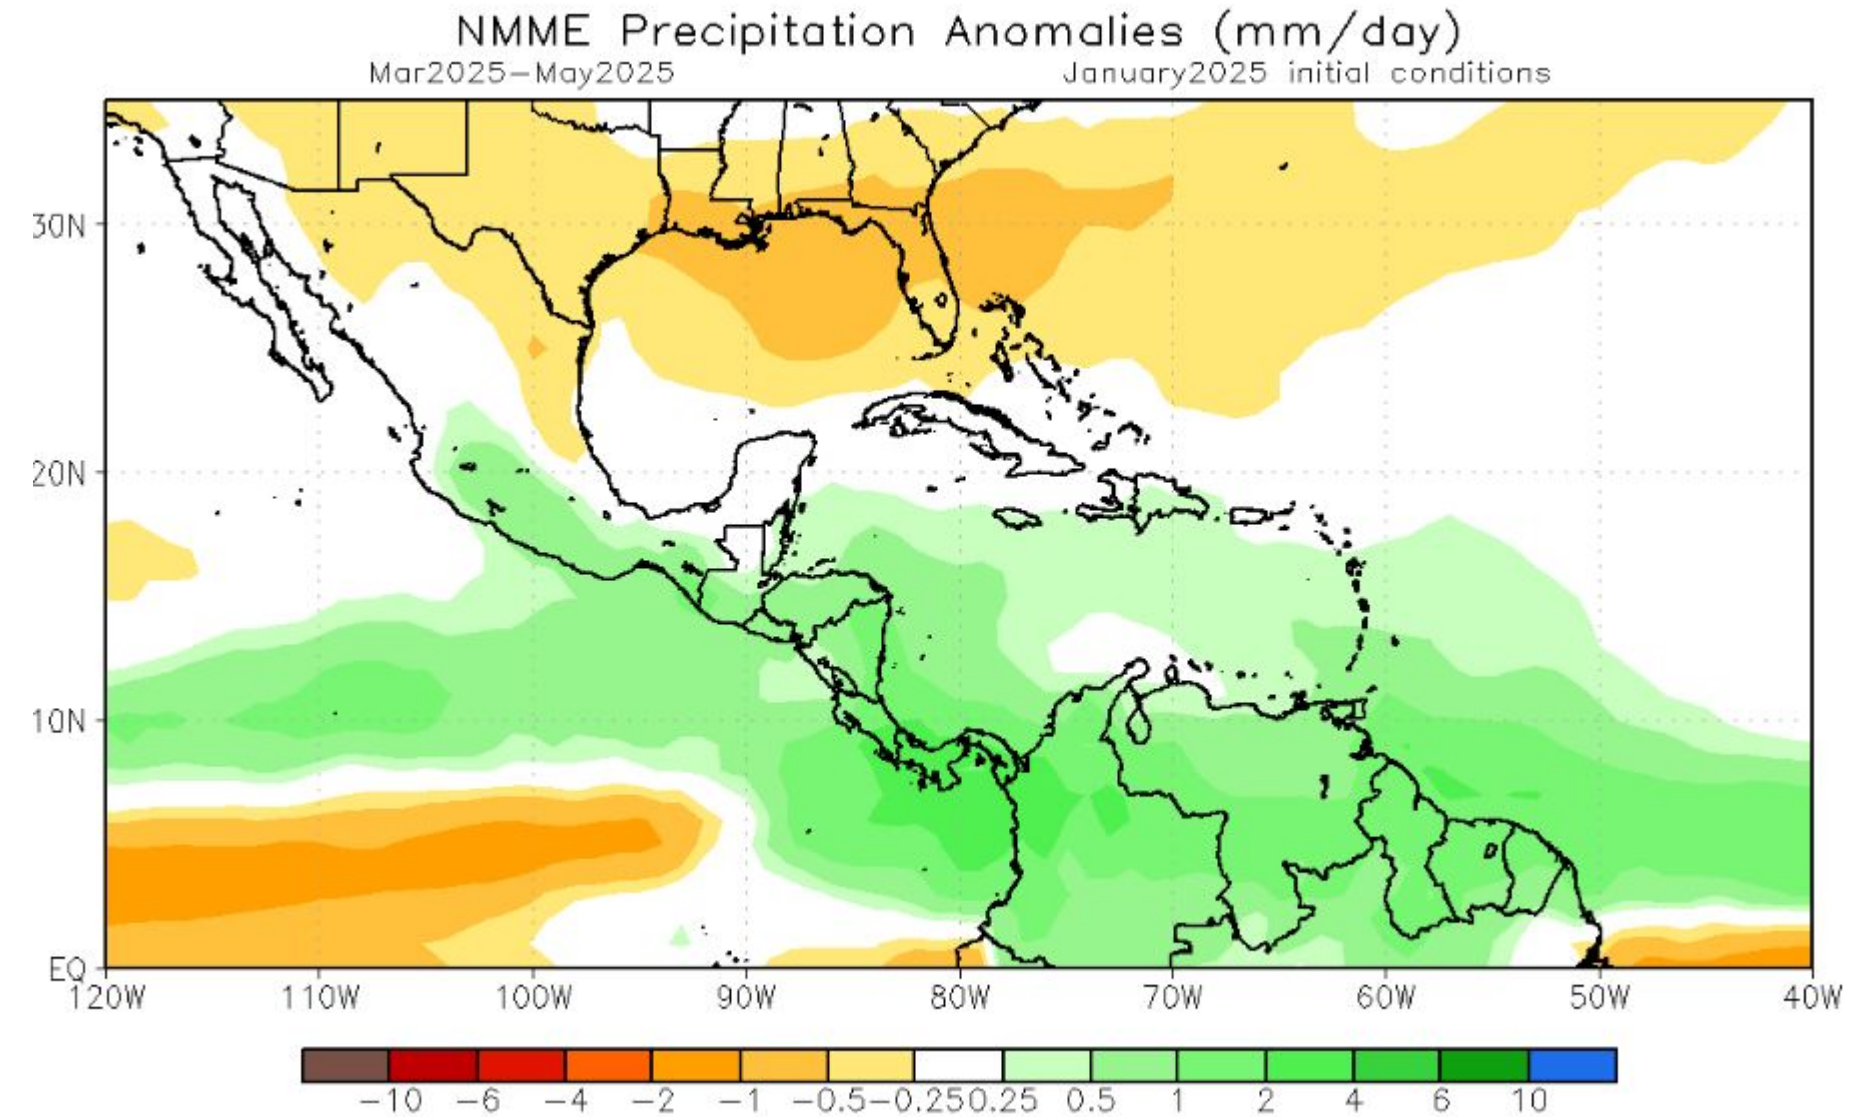 NMME Precipitation Anomalies (mm/day)
Mar2025-May2025 January2025 initial conditions
30N
20N
10N
EQ
120W 110W 100W 90W 80W 70W 60W 50W 40W
-10 -6 -4 -2 -1 -0.5 -0.25 0.25 0.5 1 2 4 6 10